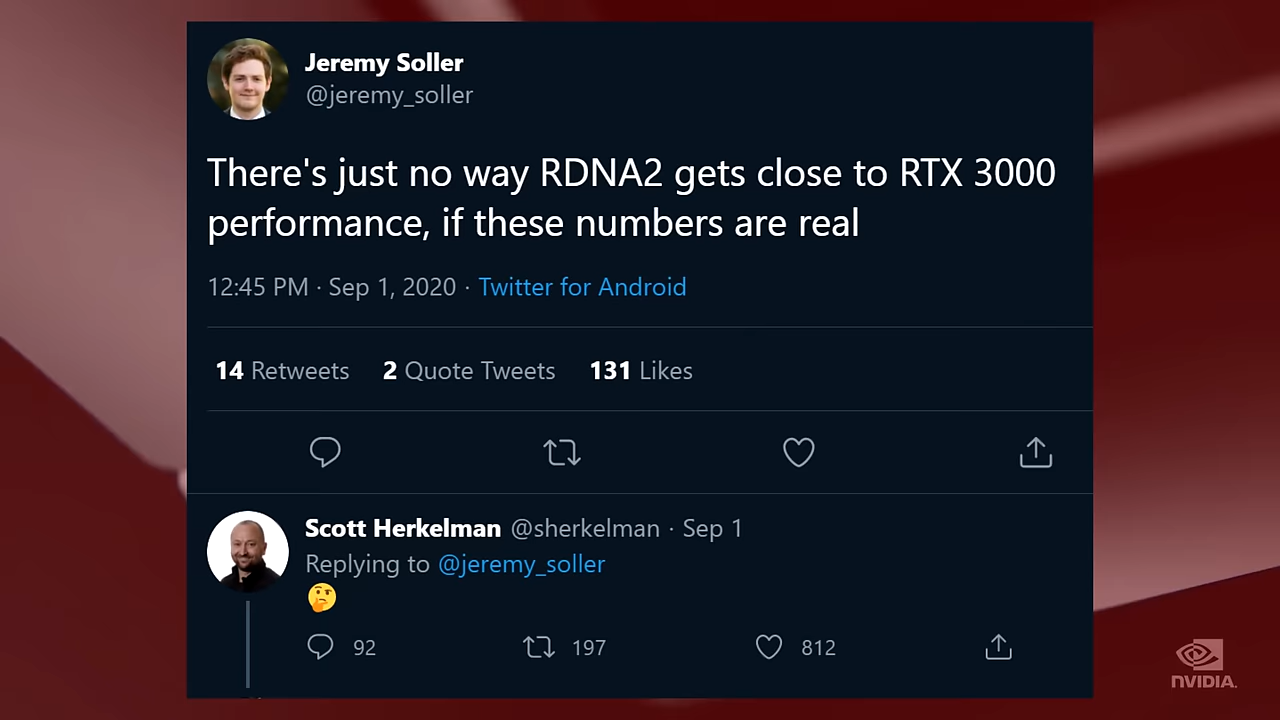 Jeremy Soller
@jeremy_soller
There's just no way RDNA2 gets close to RTX 3000
performance, if these numbers are real
12:45 PM · Sep 1, 2020 · Twitter for Android
14 Retweets 2 Quote Tweets 131 Likes
Scott Herkelman @sherkelman · Sep 1
Replying to @jeremy_soller
🤔
92 197 812
NVIDIA.